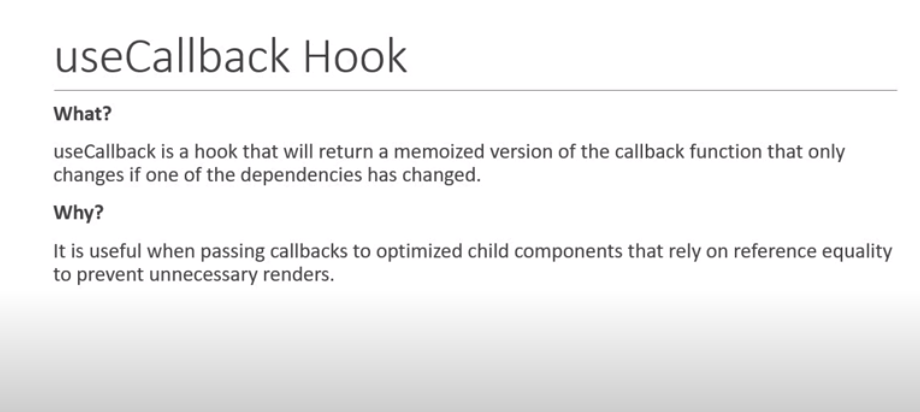 useCallback Hook
What?
useCallback is a hook that will return a memoized version of the callback function that only
changes if one of the dependencies has changed.
Why?
It is useful when passing callbacks to optimized child components that rely on reference equality
to prevent unnecessary renders.